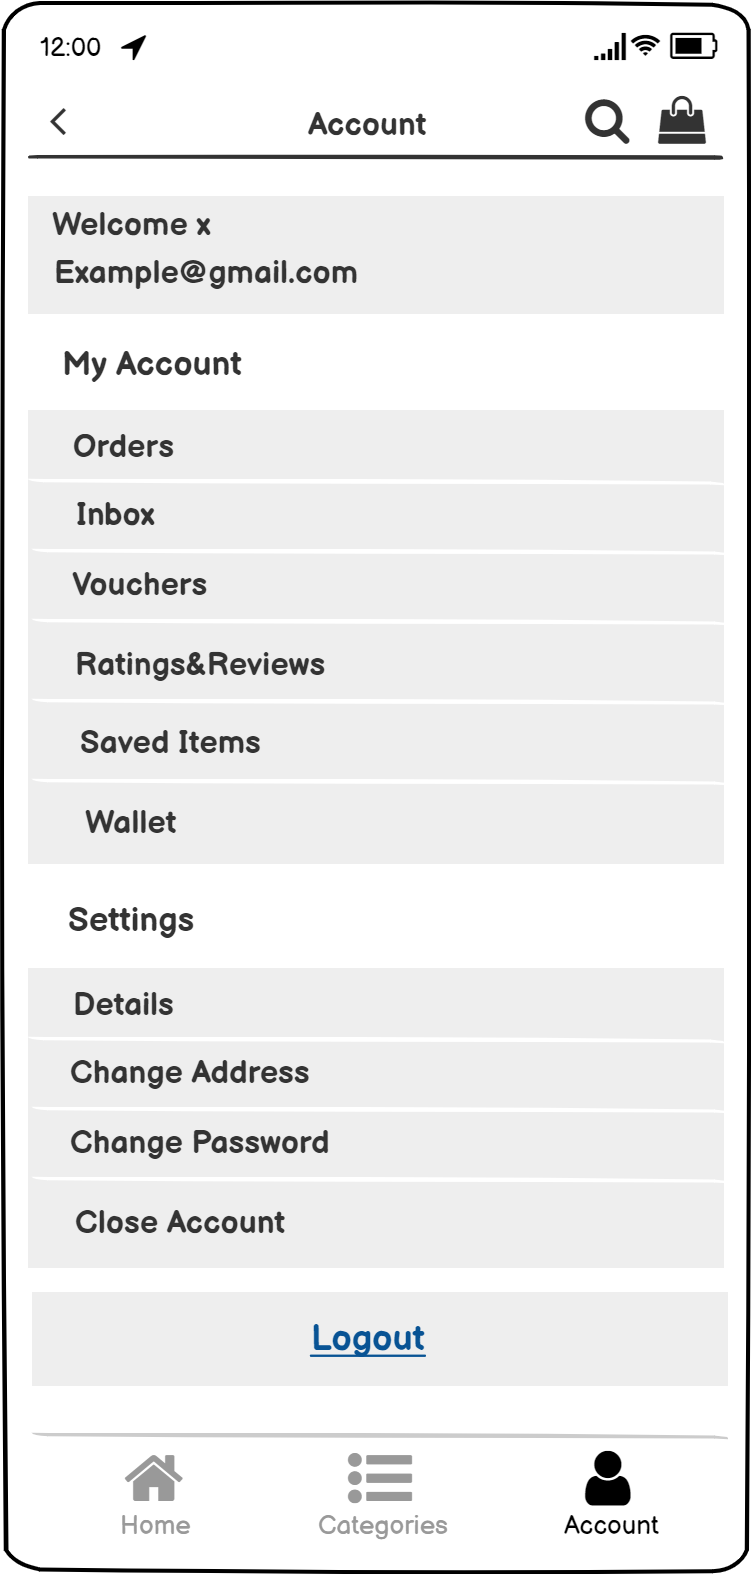 12:00
Account
Welcome x
Example@gmail.com
My Account
Orders
Inbox
Vouchers
Ratings&Reviews
Saved Items
Wallet
Settings
Details
Change Address
Change Password
Close Account
Logout
Home Categories Account